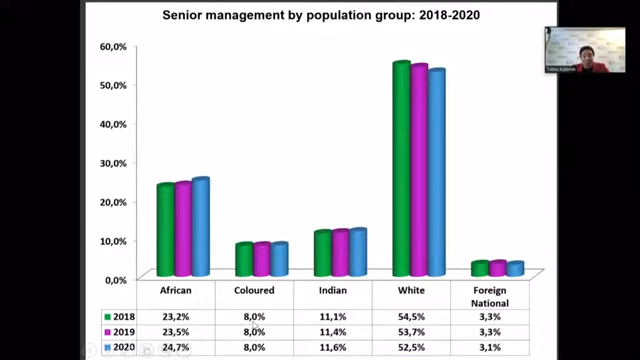 Senior management by population group: 2018-2020
60,0%
50,0%
40,0%
30,0%
20,0%
10,0%
0,0%
African Coloured Indian White Foreign National
2018 23,2% 8,0% 11,1% 54,5% 3,3%
2019 23,5% 8,0% 11,4% 53,7% 3,3%
2020 24,7% 8,0% 11,6% 52,5% 3,1%